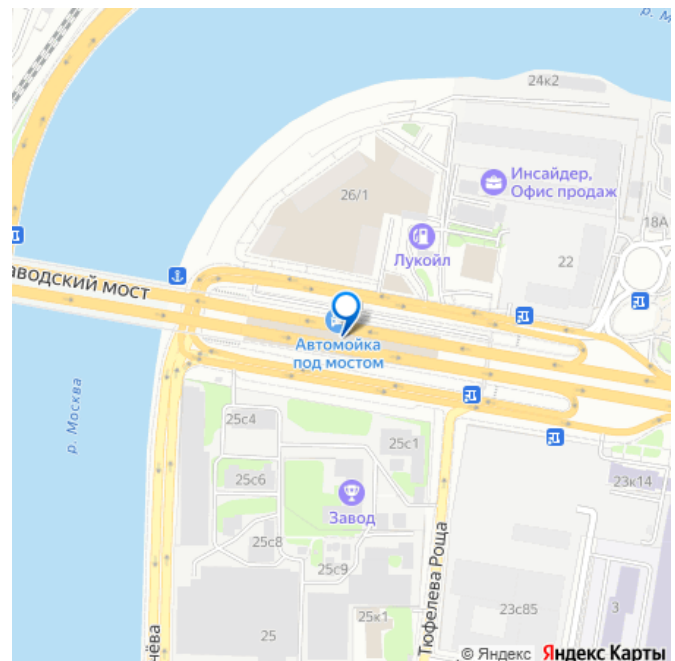 р. М
24к2
Инсайдер,
Офис продаж
26/1
18А
Лукойл
22
аводский мост
Автомойка
под мостом
р. Москва
25с4
25с1
25с6
23к14
Завод
25с8
25с9
Тюфелева Роща
23с85
3
25к1
25
нёва
© Яндекс Яндекс Карты